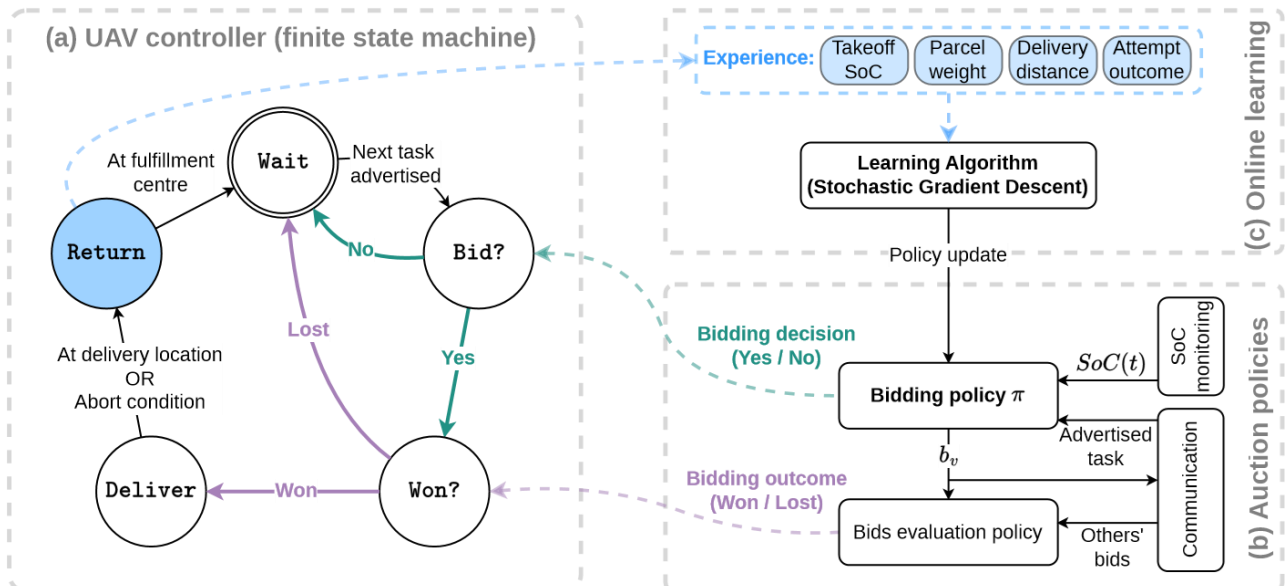 (a) UAV controller (finite state machine)
At fulfillment
centre
Wait
Next task
advertised
Return
No
Bid?
Lost
Yes
At delivery location
OR
Abort condition
Deliver
Won
Won?
Experience:
Takeoff
SoC
Parcel
weight
Delivery
distance
Attempt
outcome
Learning Algorithm
(Stochastic Gradient Descent)
(c) Online learning
Policy update
Bidding decision
(Yes / No)
Bidding policy π
SoC(t)
SoC
monitoring
Advertised
task
b_v
Bidding outcome
(Won / Lost)
Bids evaluation policy
Others'
bids
Communication
(b) Auction policies